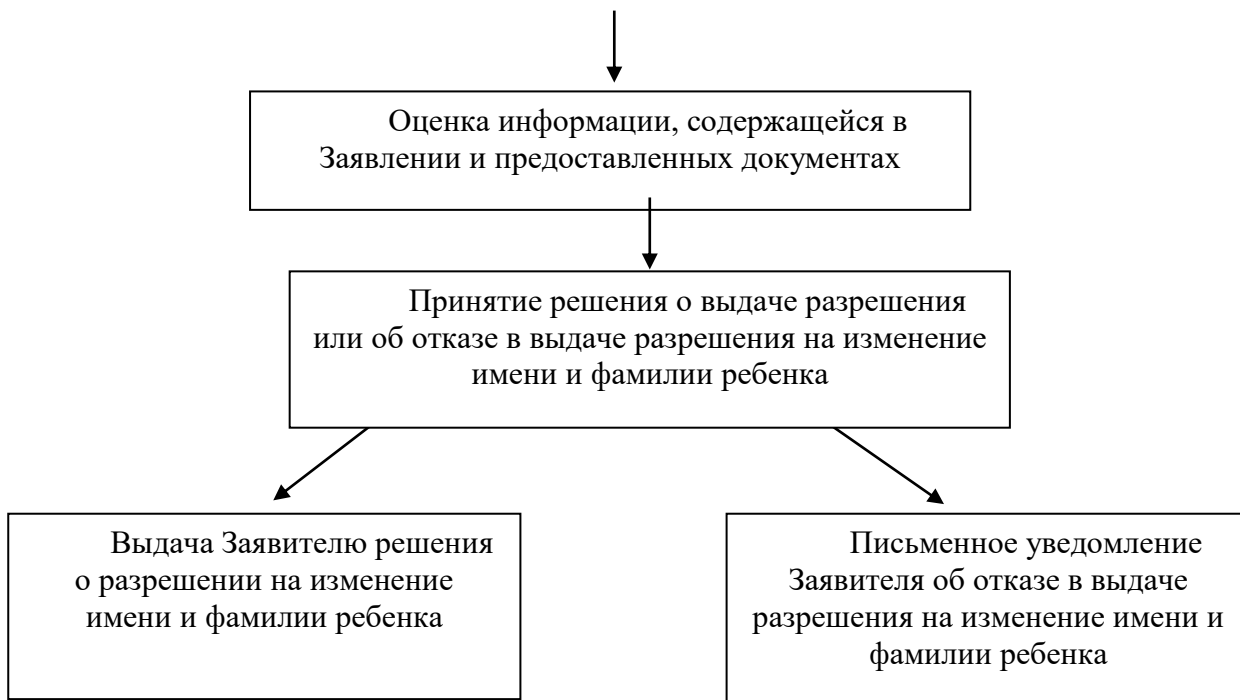 Оценка информации, содержащейся в
Заявлении и предоставленных документах
Принятие решения о выдаче разрешения
или об отказе в выдаче разрешения на изменение
имени и фамилии ребенка
Выдача Заявителю решения
о разрешении на изменение
имени и фамилии ребенка
Письменное уведомление
Заявителя об отказе в выдаче
разрешения на изменение имени и
фамилии ребенка